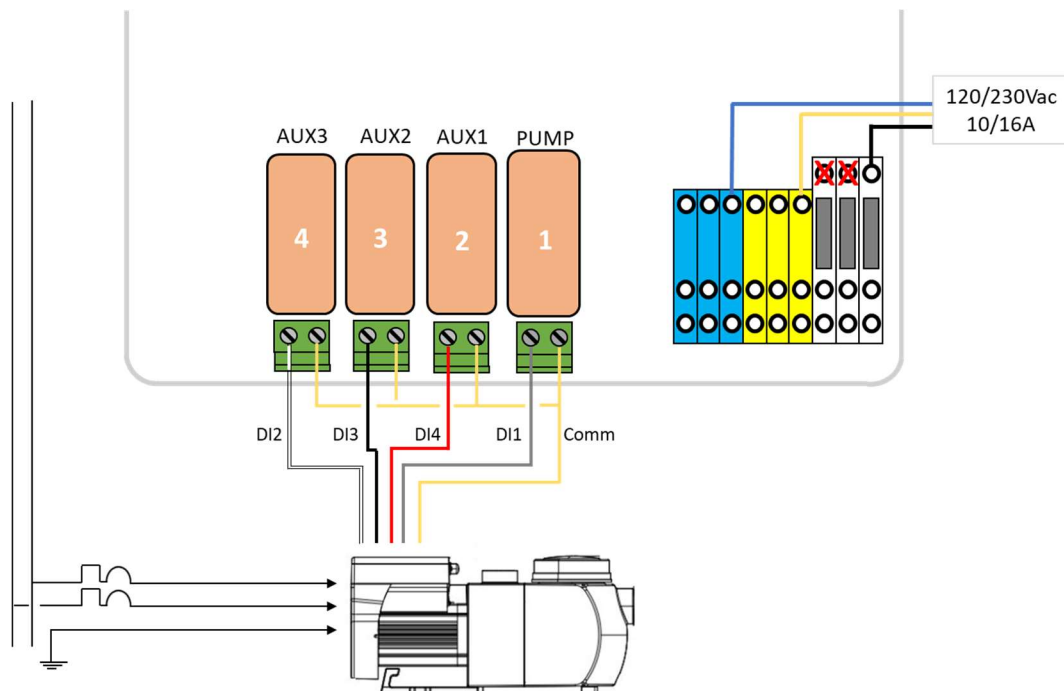 120/230Vac
10/16A
AUX3
AUX2
AUX1
PUMP
4
3
2
1
DI2
DI3
DI4
DI1
Comm